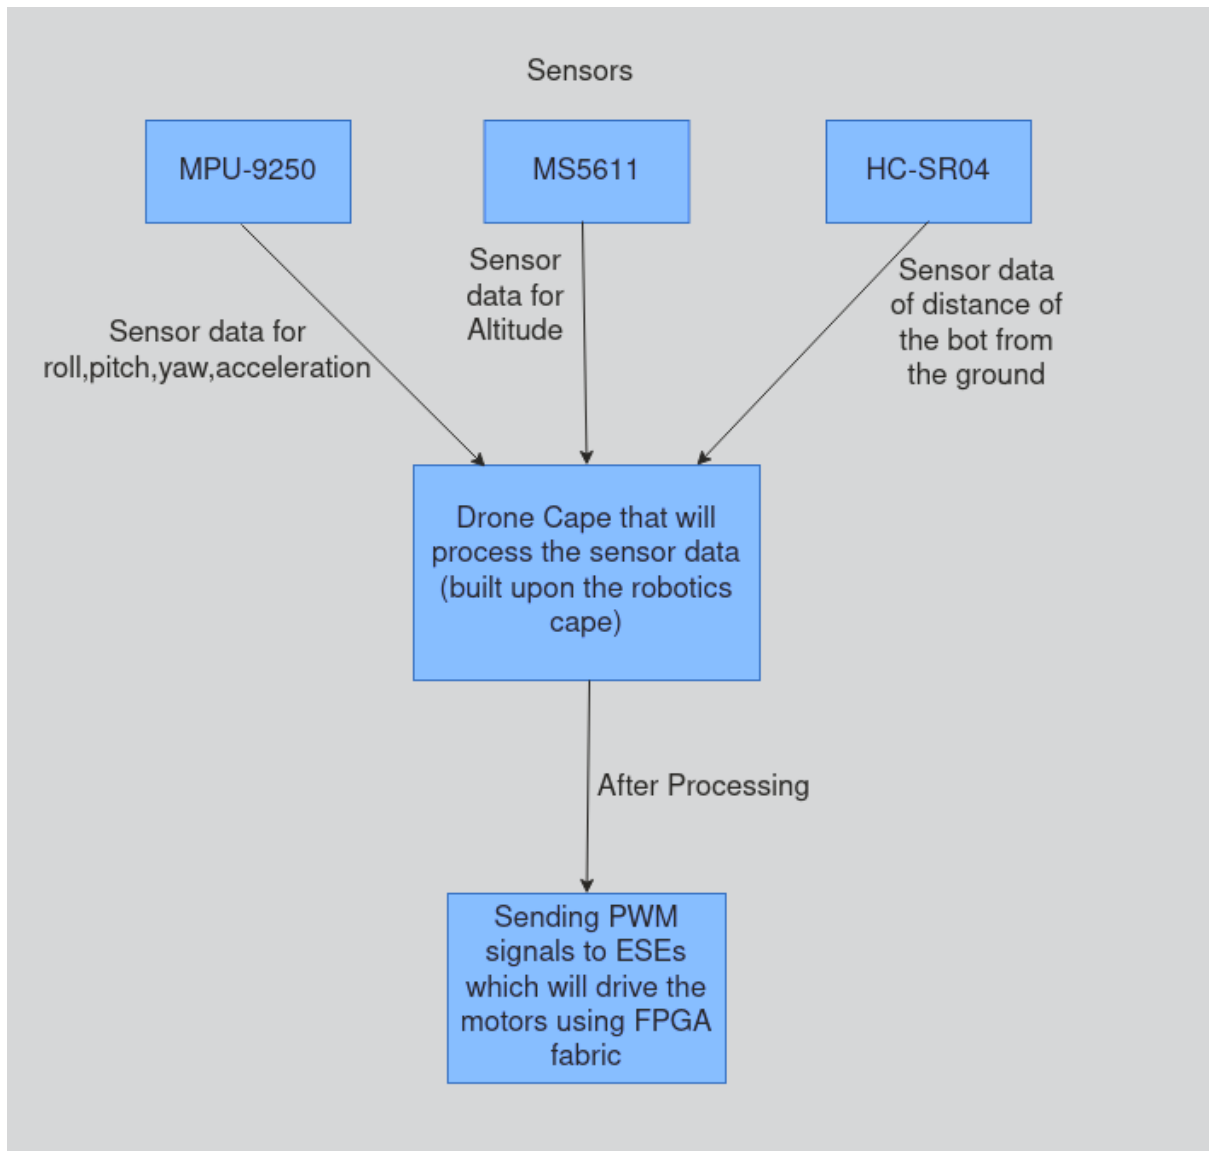 Sensors
MPU-9250
MS5611
HC-SR04
Sensor
data for
Altitude
Sensor data
of distance of
the bot from
the ground
Sensor data for
roll,pitch,yaw,acceleration
Drone Cape that will
process the sensor data
(built upon the robotics
cape)
After Processing
Sending PWM
signals to ESEs
which will drive the
motors using FPGA
fabric